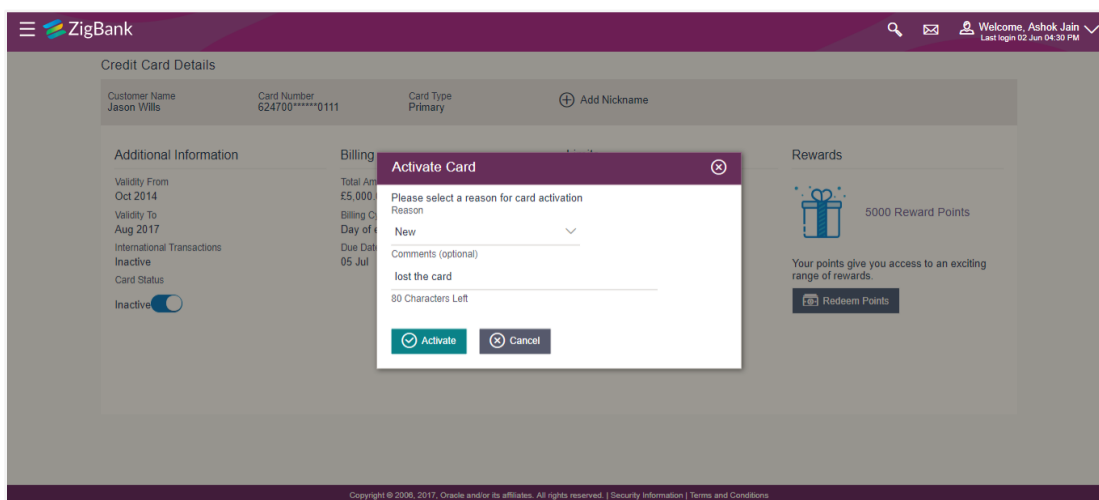 ZigBank
Welcome, Ashok Jain
Last login 02 Jun 04:30 PM
Credit Card Details
Customer Name Card Number Card Type
Jason Wills 624700******0111 Primary
Add Nickname
Additional Information
Validity From
Oct 2014
Validity To
Aug 2017
International Transactions
Inactive
Card Status
Inactive
Billing
Total Am
£5,000.
Billing C
Day of e
Due Dat
05 Jul
Activate Card
Please select a reason for card activation
Reason
New
Comments (optional)
lost the card
80 Characters Left
Activate Cancel
Rewards
5000 Reward Points
Your points give you access to an exciting
range of rewards.
Redeem Points
Copyright © 2006, 2017, Oracle and/or its affiliates. All rights reserved. | Security Information | Terms and Conditions